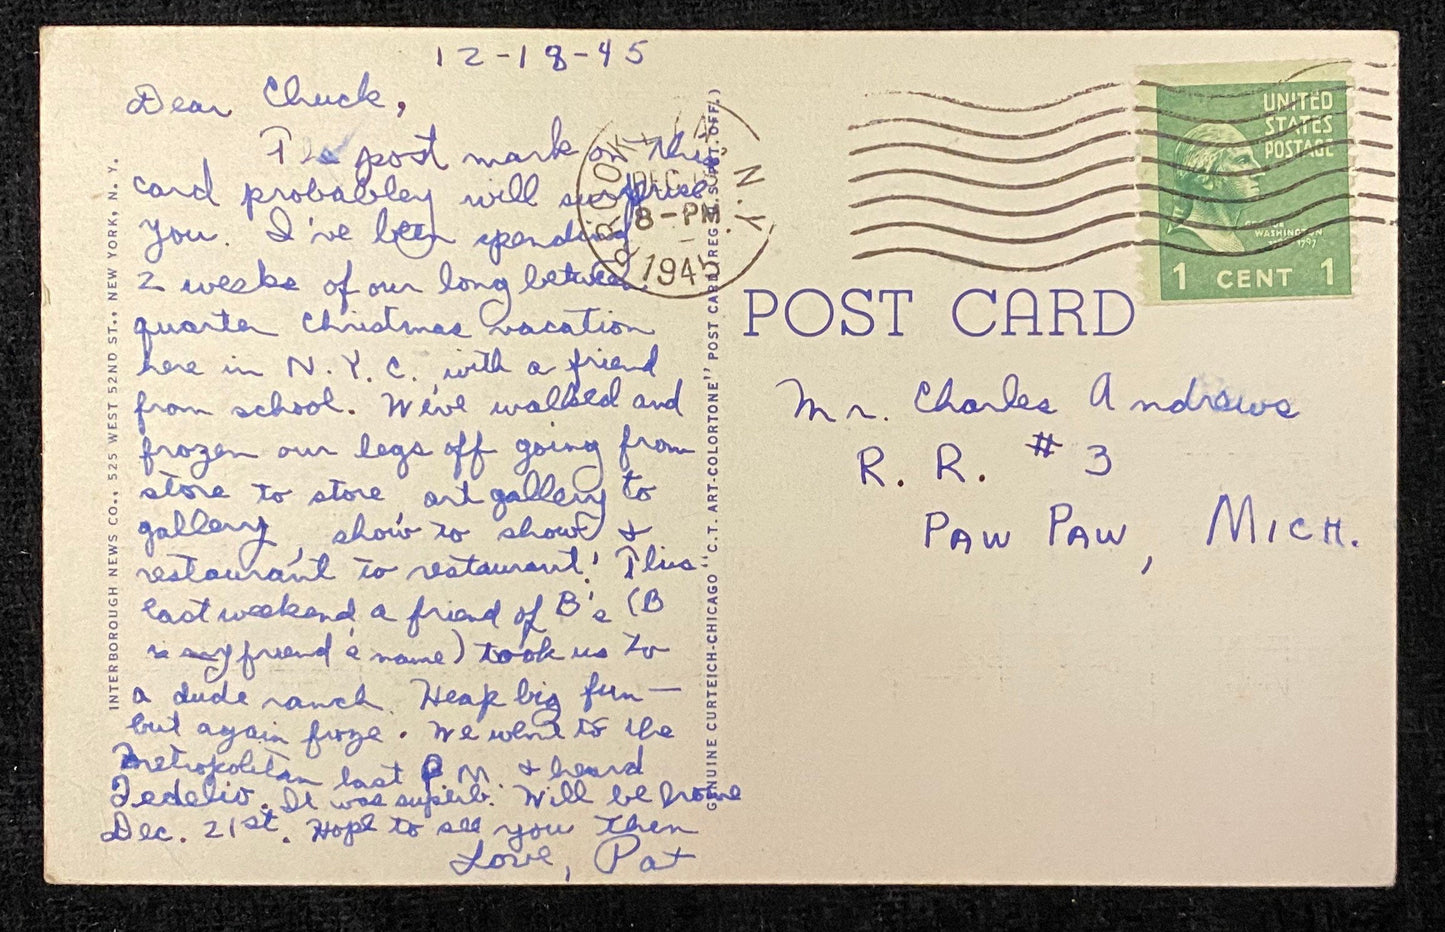 12-18-45
Dear Chuck,
The post mark on this
card probabley will surprise
you. I've been spending
2 weeks of our long between
quarter Christmas vacation
here in N.Y.C. with a friend
from school. We've walked and
frozen our legs off going from
store to store, art gallery to
gallery, show to show &
restaurant to restaurant! This
last weekend a friend of B's (B
is my friend's name) took us to
a dude ranch. Heap big fun—
but again froze. We went to the
Metropolitan last P.M. & heard
Fedelio. It was superb. Will be home
Dec. 21st. Hope to see you then
Love, Pat
INTERBOROUGH NEWS CO., 525 WEST 52ND ST., NEW YORK, N. Y.
GENUINE CURTEICH-CHICAGO "C.T. ART-COLORTONE" POST CARD (REG. U.S. PAT. OFF.)
N.Y.
DEC
8-PM
1945
UNITED
STATES
POSTAGE
WASHINGTON
1 CENT 1
POST CARD
Mr. Charles Andrews
R. R. #3
PAW PAW, MICH.